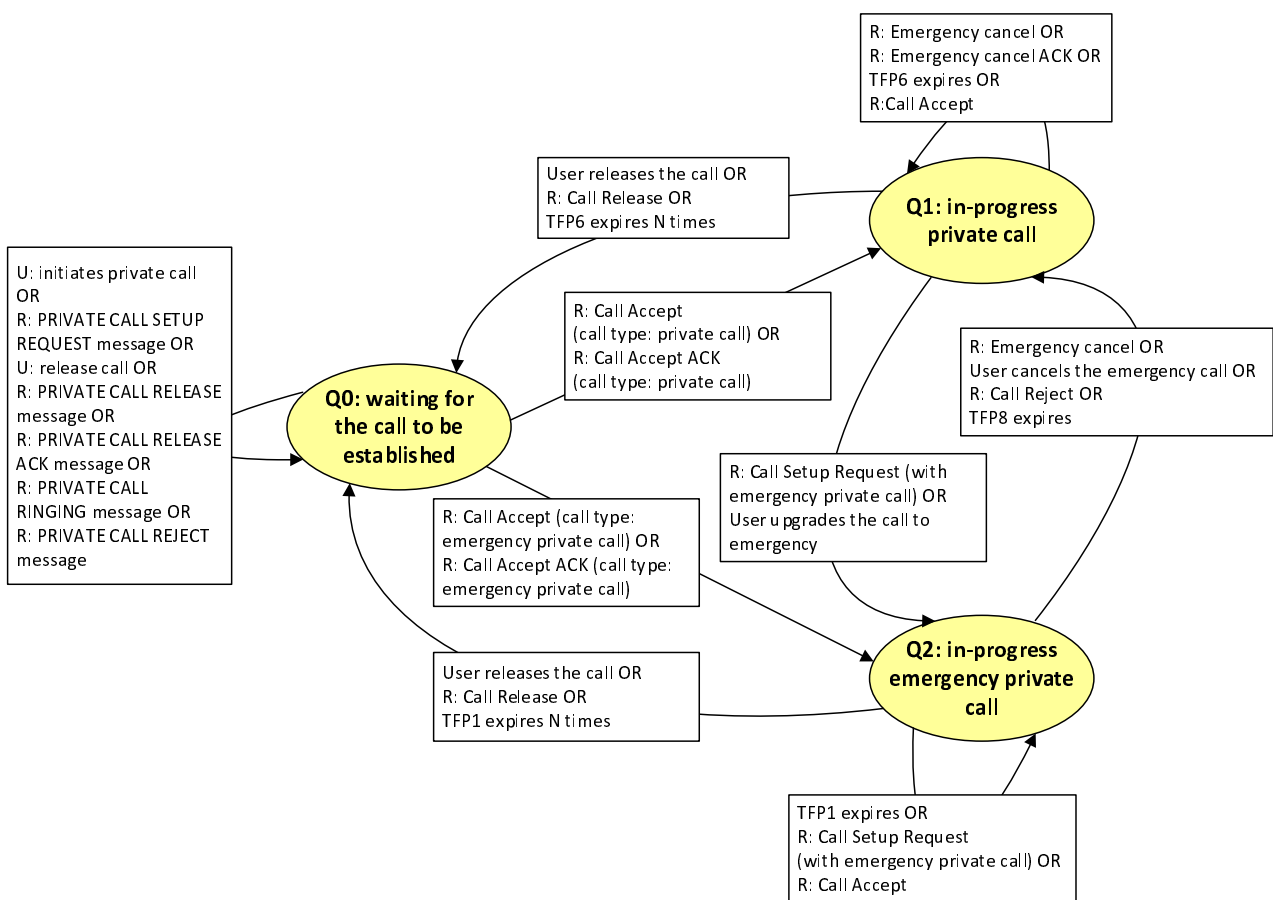 R: Emergency cancel OR
R: Emergency cancel ACK OR
TFP6 expires OR
R:Call Accept
User releases the call OR
R: Call Release OR
TFP6 expires N times
Q1: in-progress
private call
U: initiates private call
OR
R: PRIVATE CALL SETUP
REQUEST message OR
U: release call OR
R: PRIVATE CALL RELEASE
message OR
R: PRIVATE CALL RELEASE
ACK message OR
R: PRIVATE CALL
RINGING message OR
R: PRIVATE CALL REJECT
message
R: Call Accept
(call type: private call) OR
R: Call Accept ACK
(call type: private call)
R: Emergency cancel OR
User cancels the emergency call OR
R: Call Reject OR
TFP8 expires
Q0: waiting for
the call to be
established
R: Call Setup Request (with
emergency private call) OR
User upgrades the call to
emergency
R: Call Accept (call type:
emergency private call) OR
R: Call Accept ACK (call type:
emergency private call)
Q2: in-progress
emergency private
call
User releases the call OR
R: Call Release OR
TFP1 expires N times
TFP1 expires OR
R: Call Setup Request
(with emergency private call) OR
R: Call Accept